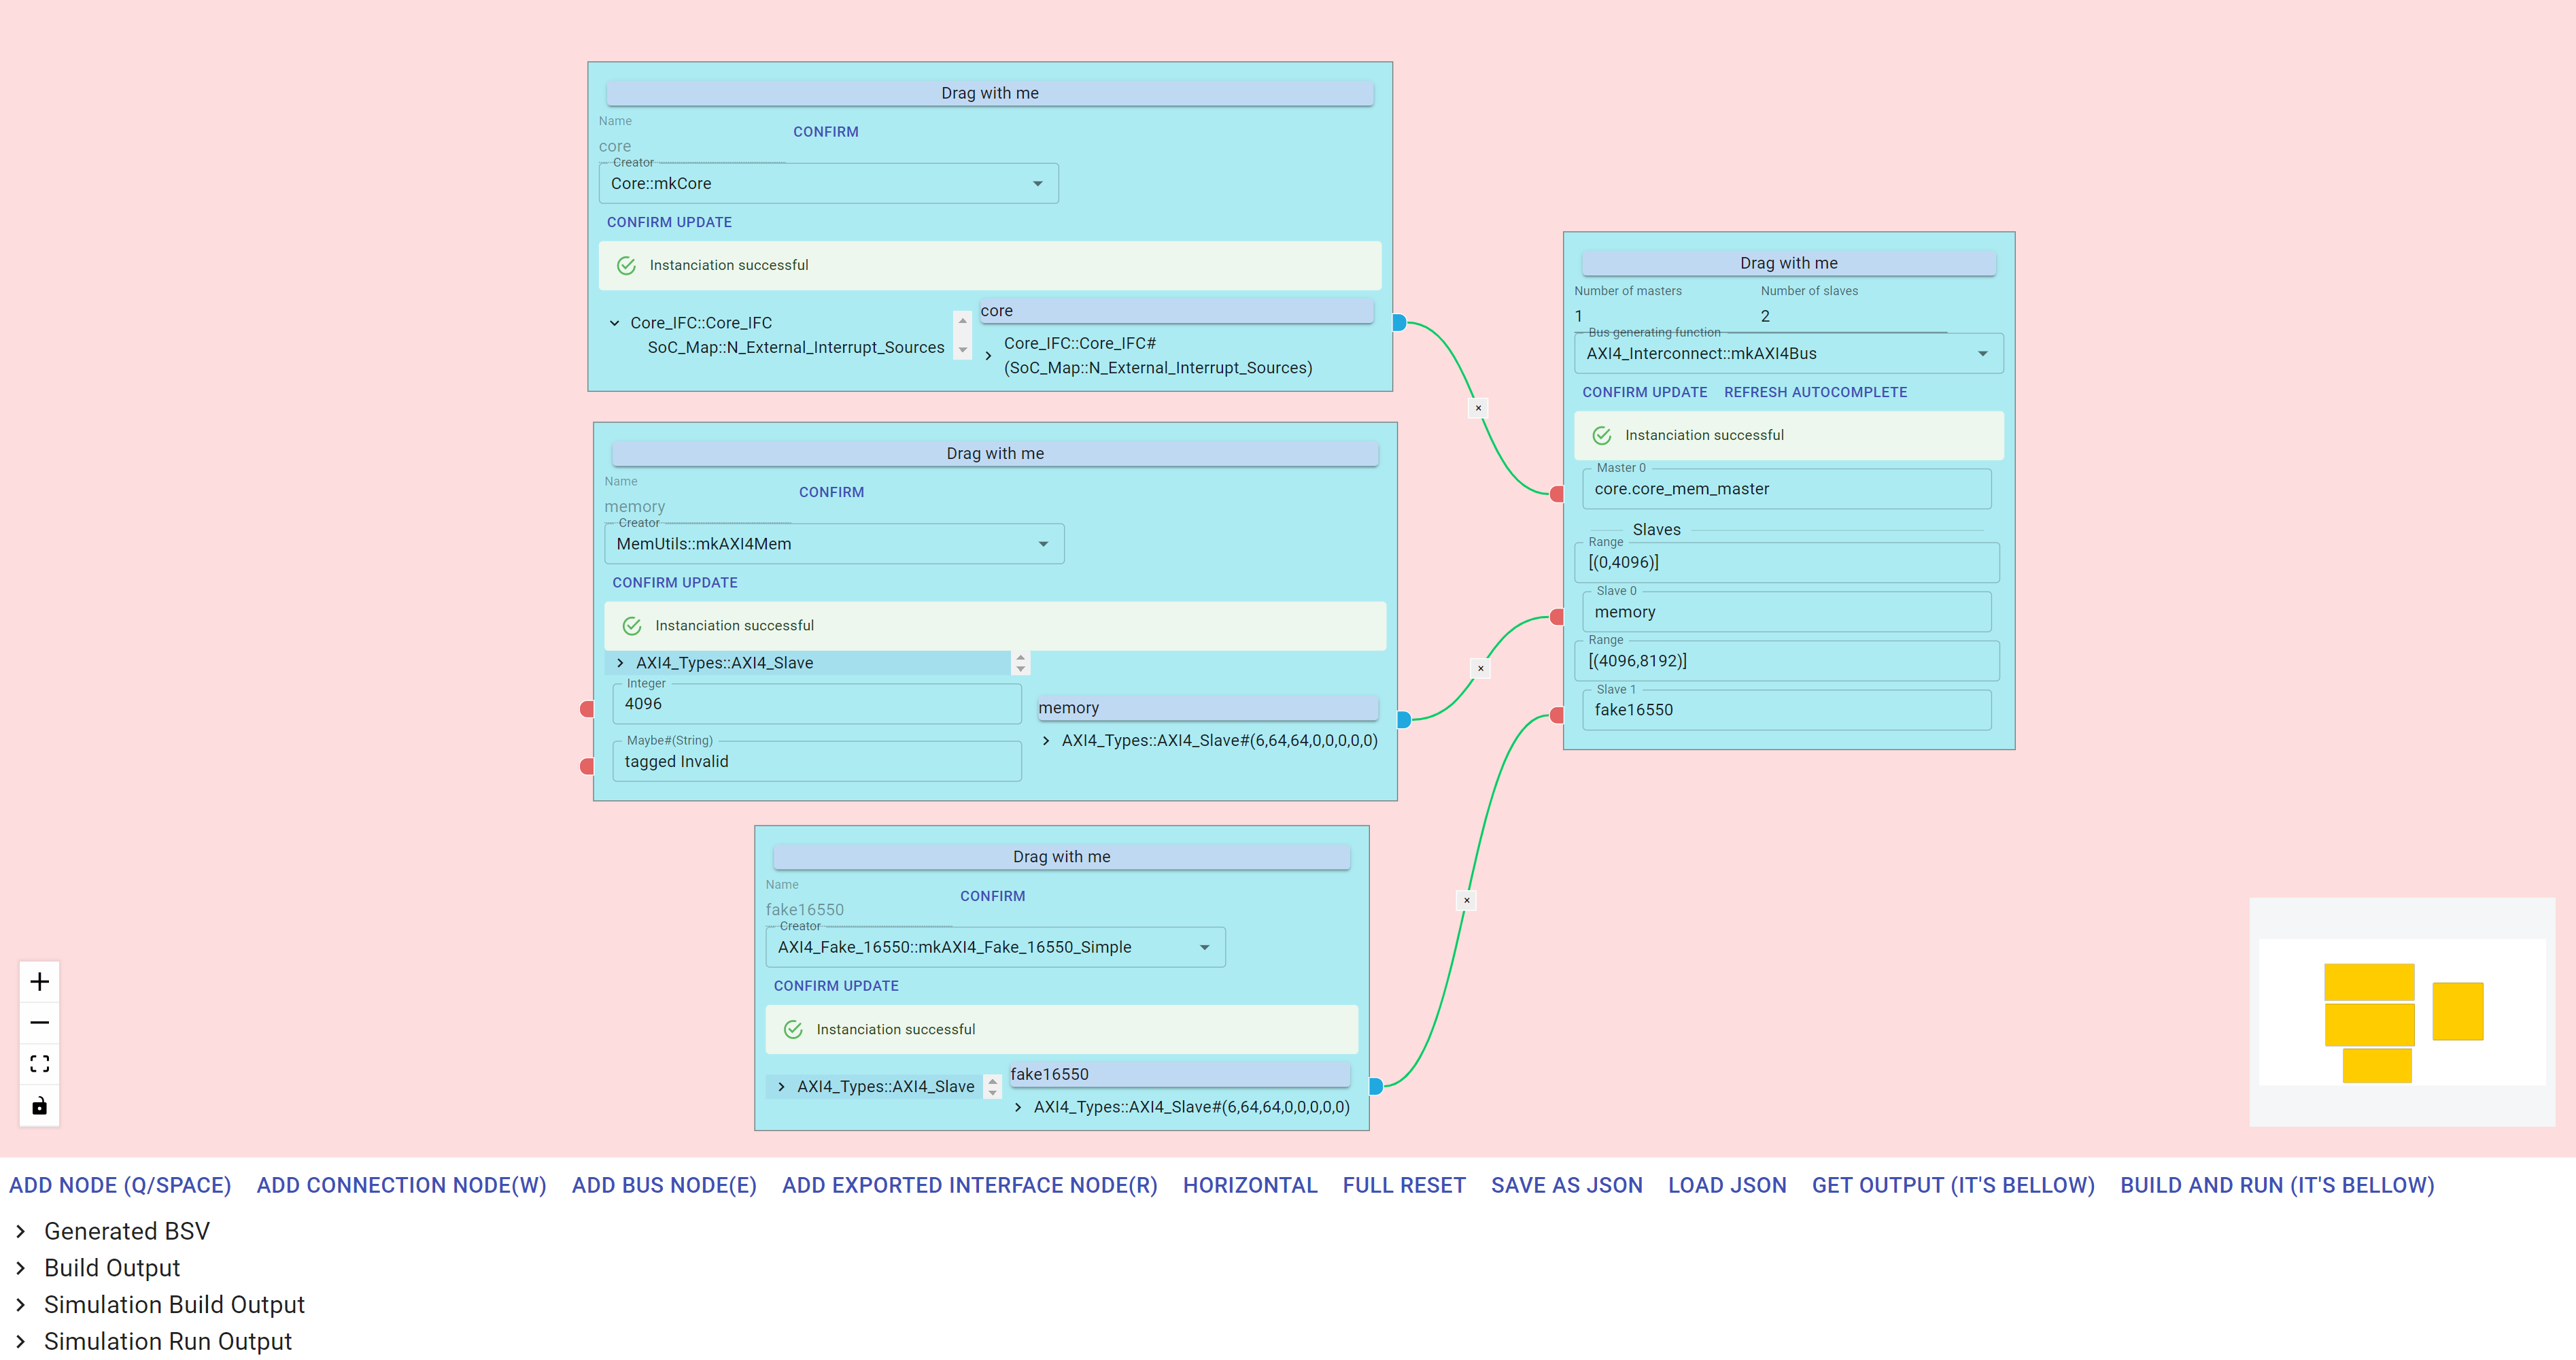 Drag with me
Name
CONFIRM
core
Creator
Core::mkCore
CONFIRM UPDATE
Instanciation successful
Core_IFC::Core_IFC
SoC_Map::N_External_Interrupt_Sources
core
Core_IFC::Core_IFC#
(SoC_Map::N_External_Interrupt_Sources)
Drag with me
Name
CONFIRM
memory
Creator
MemUtils::mkAXI4Mem
CONFIRM UPDATE
Instanciation successful
AXI4_Types::AXI4_Slave
Integer
4096
Maybe#(String)
tagged Invalid
memory
AXI4_Types::AXI4_Slave#(6,64,64,0,0,0,0,0)
Drag with me
Name
CONFIRM
fake16550
Creator
AXI4_Fake_16550::mkAXI4_Fake_16550_Simple
CONFIRM UPDATE
Instanciation successful
AXI4_Types::AXI4_Slave
fake16550
AXI4_Types::AXI4_Slave#(6,64,64,0,0,0,0,0)
×
×
×
Drag with me
Number of masters Number of slaves
1 2
Bus generating function
AXI4_Interconnect::mkAXI4Bus
CONFIRM UPDATE REFRESH AUTOCOMPLETE
Instanciation successful
Master 0
core.core_mem_master
Slaves
Range
[(0,4096)]
Slave 0
memory
Range
[(4096,8192)]
Slave 1
fake16550
ADD NODE (Q/SPACE) ADD CONNECTION NODE(W) ADD BUS NODE(E) ADD EXPORTED INTERFACE NODE(R) HORIZONTAL FULL RESET SAVE AS JSON LOAD JSON GET OUTPUT (IT'S BELLOW) BUILD AND RUN (IT'S BELLOW)
Generated BSV
Build Output
Simulation Build Output
Simulation Run Output